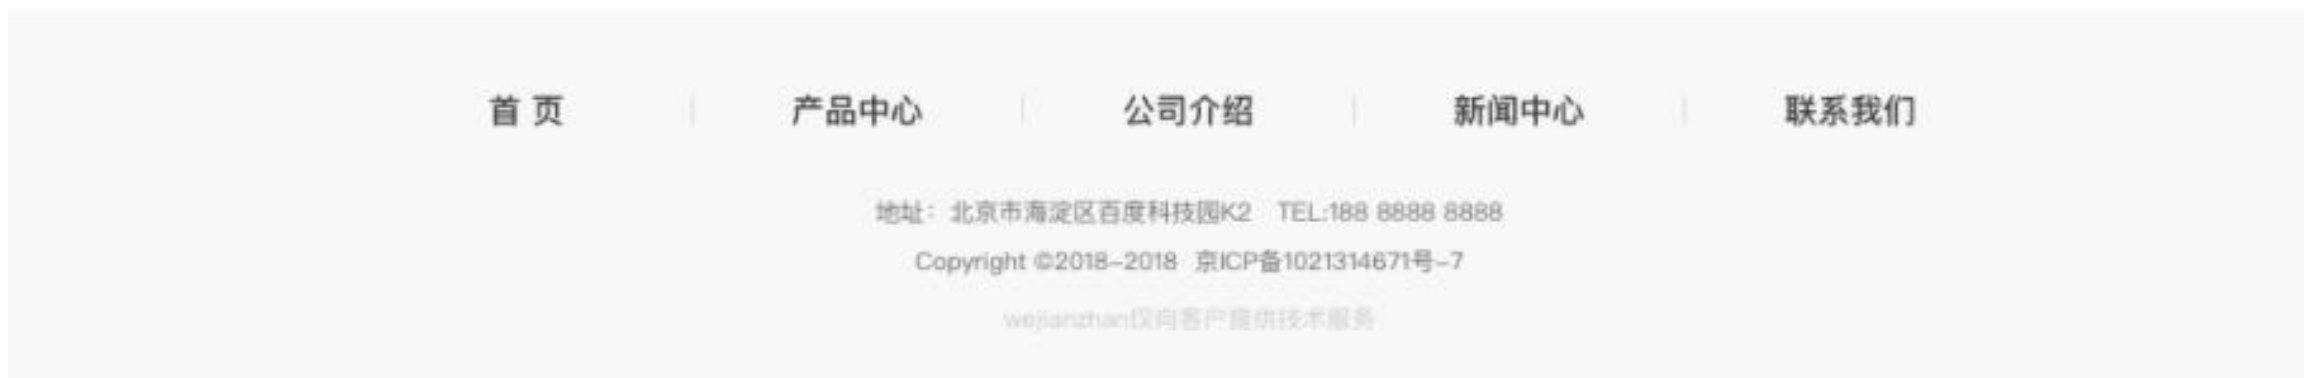 首 页 产品中心 公司介绍 新闻中心 联系我们
地址：北京市海淀区百度科技园K2 TEL:188 8888 8888
Copyright ©2018-2018 京ICP备1021314671号-7
wejianzhan仅向客户提供技术服务